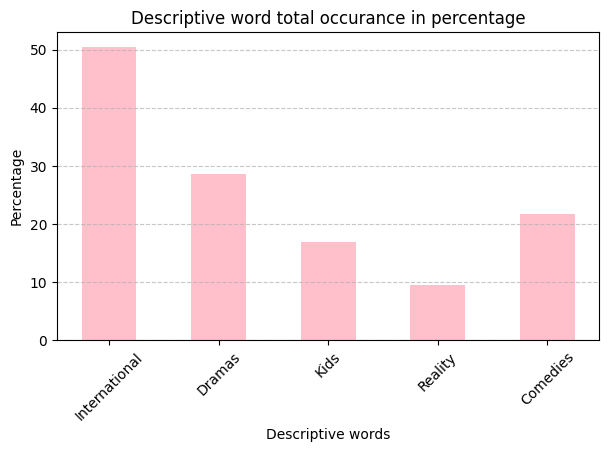 Descriptive word total occurance in percentage
Percentage
50
40
30
20
10
0
International
Dramas
Kids
Reality
Comedies
Descriptive words